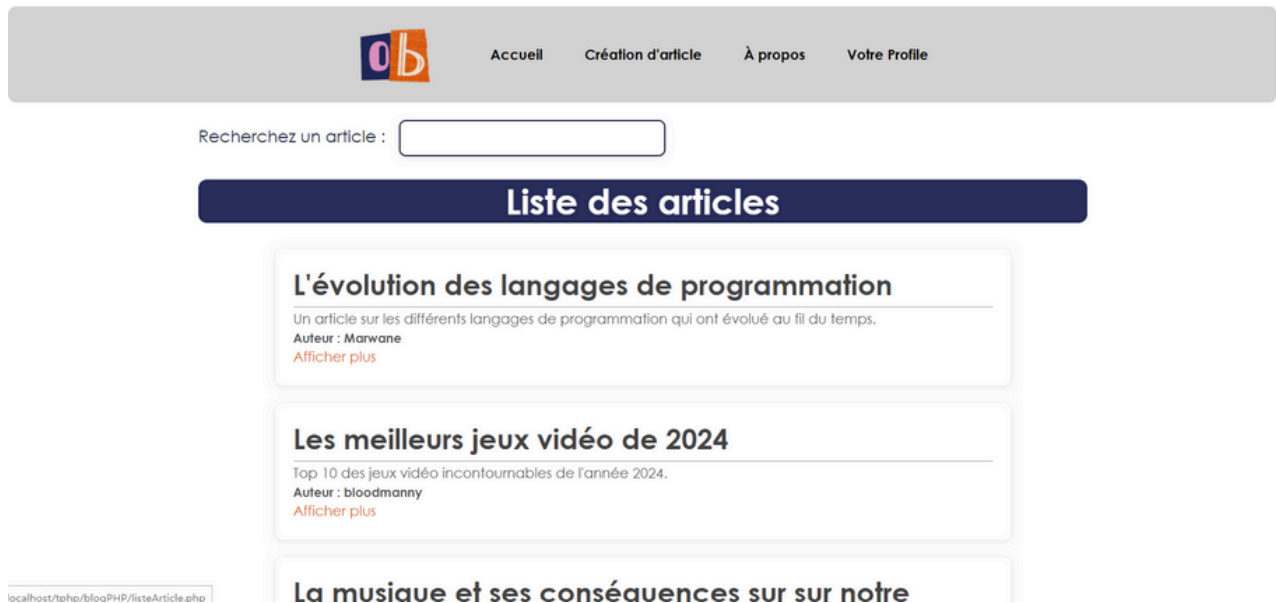 ob
Accueil Création d'article À propos Votre Profile
Recherchez un article :
Liste des articles
L'évolution des langages de programmation
Un article sur les différents langages de programmation qui ont évolué au fil du temps.
Auteur : Marwane
Afficher plus
Les meilleurs jeux vidéo de 2024
Top 10 des jeux vidéo incontournables de l'année 2024.
Auteur : bloodmanny
Afficher plus
La musique et ses conséquences sur sur notre
localhost/tphp/blogPHP/listeArticle.php